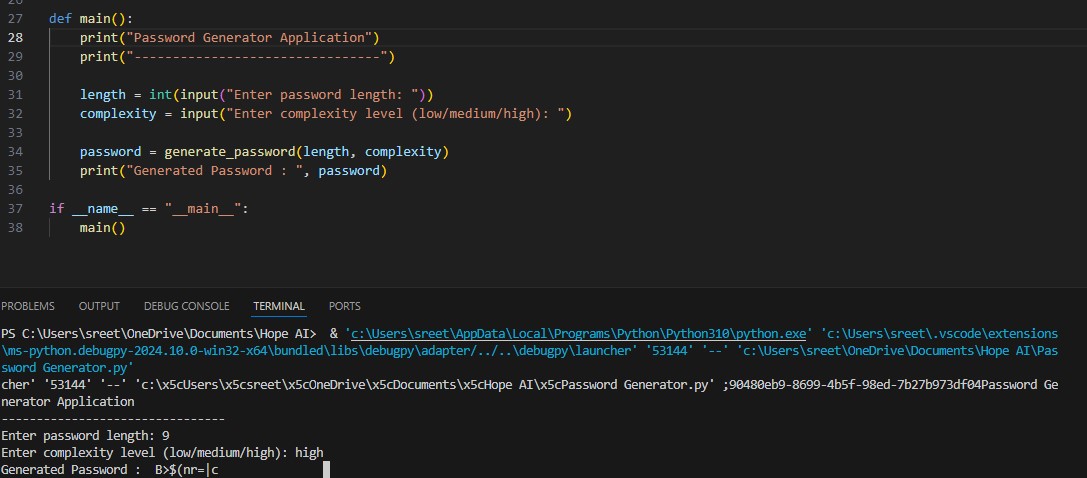 26
27 def main():
28     print("Password Generator Application")
29     print("--------------------------------")
30
31     length = int(input("Enter password length: "))
32     complexity = input("Enter complexity level (low/medium/high): ")
33
34     password = generate_password(length, complexity)
35     print("Generated Password : ", password)
36
37 if __name__ == "__main__":
38     main()
PROBLEMS OUTPUT DEBUG CONSOLE TERMINAL PORTS
PS C:\Users\sreet\OneDrive\Documents\Hope AI>  & 'c:\Users\sreet\AppData\Local\Programs\Python\Python310\python.exe' 'c:\Users\sreet\.vscode\extensions
\ms-python.debugpy-2024.10.0-win32-x64\bundled\libs\debugpy\adapter/../..\debugpy\launcher' '53144' '--' 'c:\Users\sreet\OneDrive\Documents\Hope AI\Pas
sword Generator.py'
cher' '53144' '--' 'c:\x5cUsers\x5csreet\x5cOneDrive\x5cDocuments\x5cHope AI\x5cPassword Generator.py' ;90480eb9-8699-4b5f-98ed-7b27b973df04Password Ge
nerator Application
--------------------------------
Enter password length: 9
Enter complexity level (low/medium/high): high
Generated Password :  B>$(nr=|c